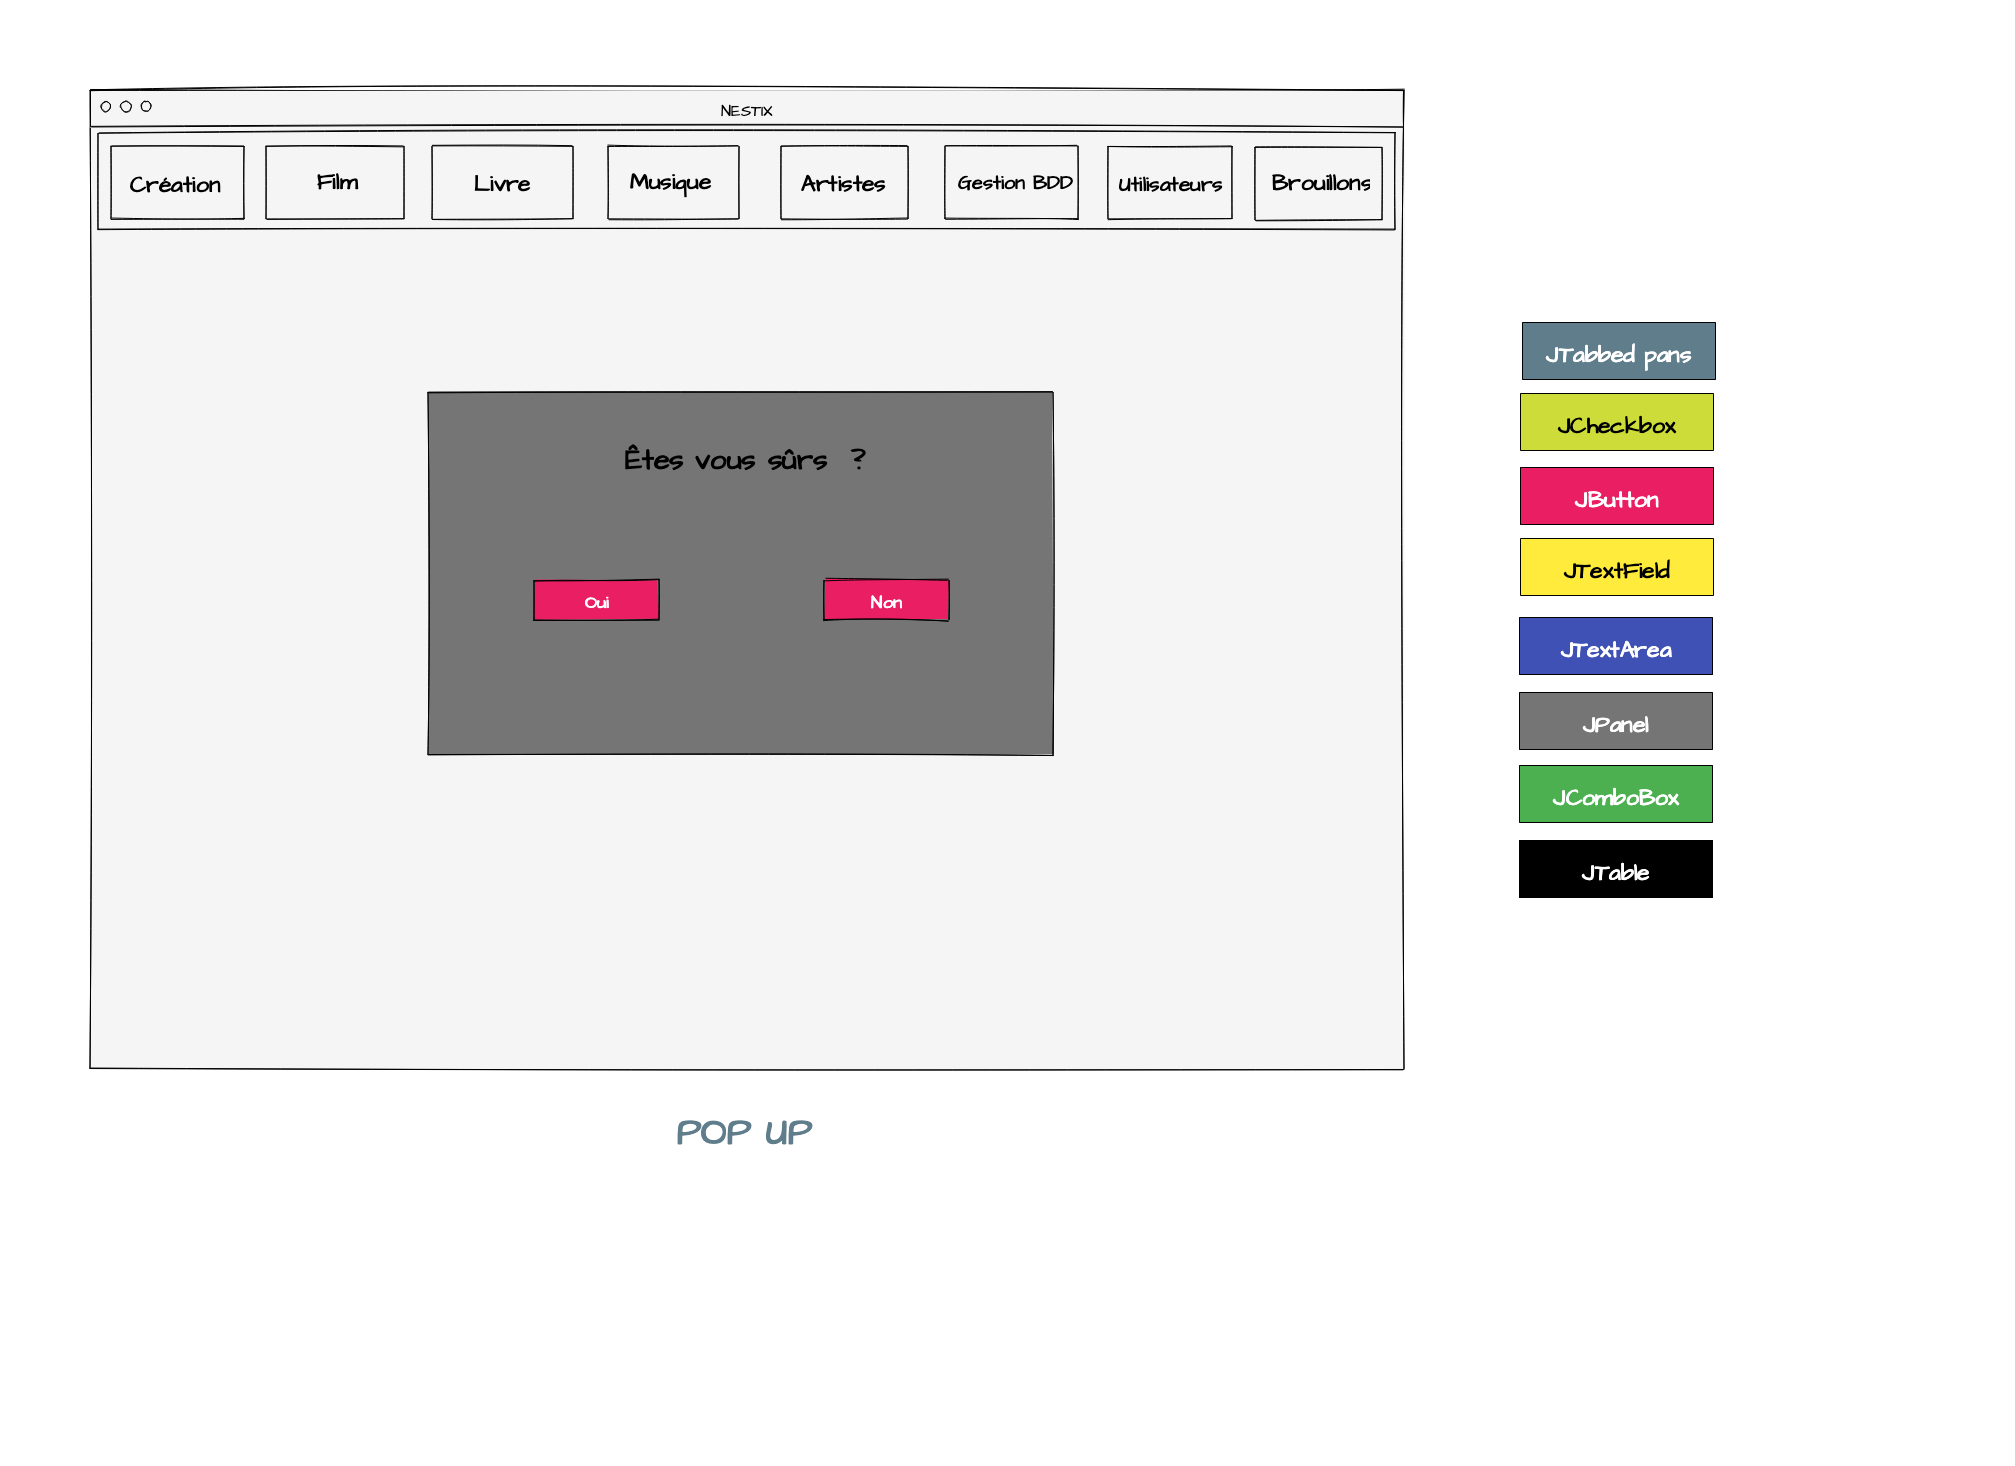 NESTIX
Création Film Livre Musique Artistes Gestion BDD Utilisateurs Brouillons
Êtes vous sûrs ?
Oui Non
POP UP
JTabbed pans
JCheckbox
JButton
JTextField
JTextArea
JPanel
JComboBox
JTable